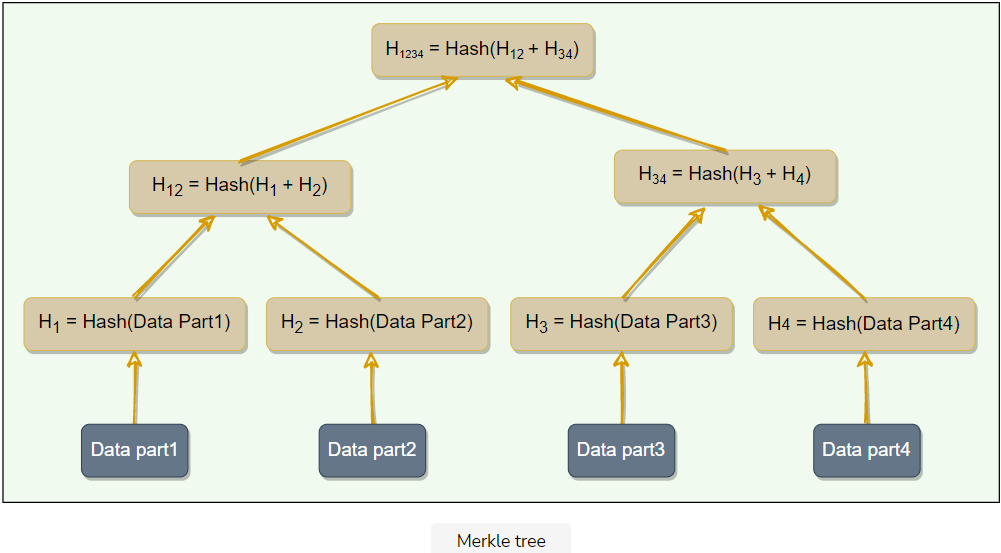 H₁₂₃₄ = Hash(H₁₂ + H₃₄)
H₁₂ = Hash(H₁ + H₂)
H₃₄ = Hash(H₃ + H₄)
H₁ = Hash(Data Part1)
H₂ = Hash(Data Part2)
H₃ = Hash(Data Part3)
H4 = Hash(Data Part4)
Data part1
Data part2
Data part3
Data part4
Merkle tree